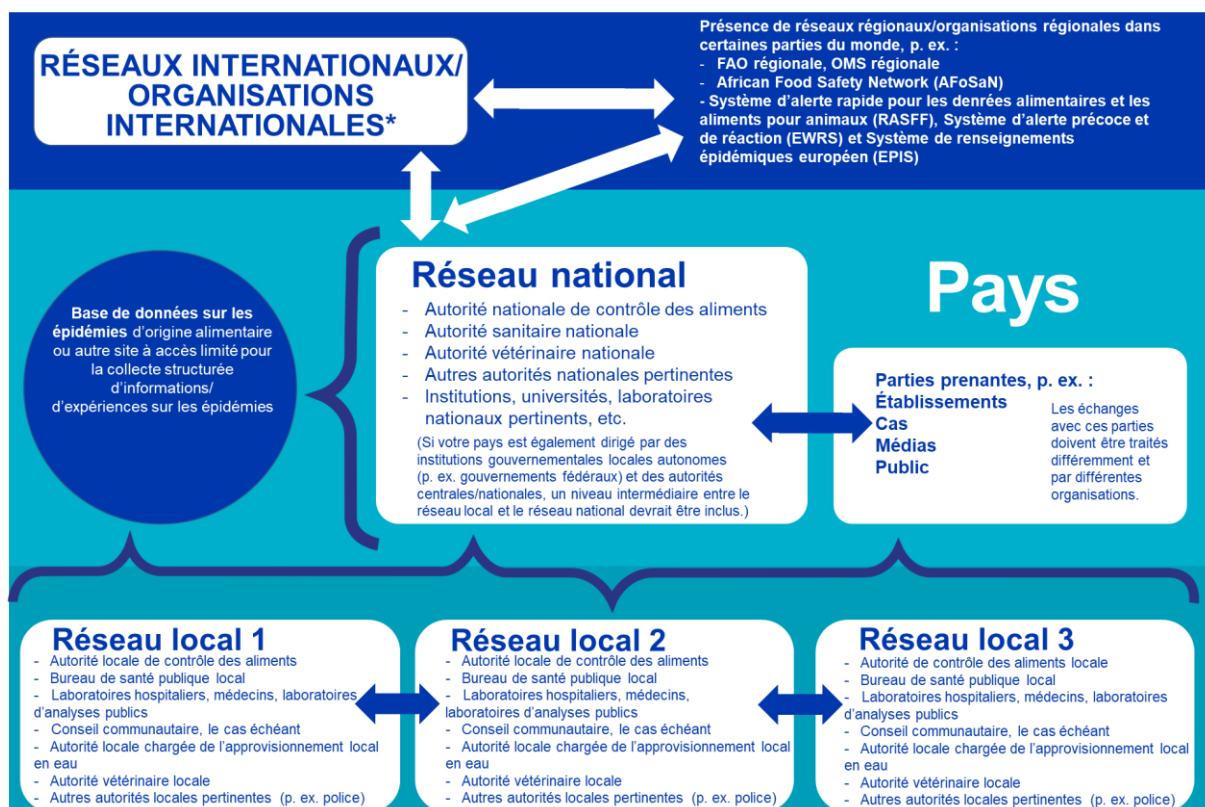 RÉSEAUX INTERNATIONAUX/
ORGANISATIONS
INTERNATIONALES*
Présence de réseaux régionaux/organisations régionales dans
certaines parties du monde, p. ex. :
- FAO régionale, OMS régionale
- African Food Safety Network (AFoSaN)
- Système d'alerte rapide pour les denrées alimentaires et les
aliments pour animaux (RASFF), Système d'alerte précoce et
de réaction (EWRS) et Système de renseignements
épidémiques européen (EPIS)
Base de données sur les
épidémies d'origine alimentaire
ou autre site à accès limité pour
la collecte structurée
d'informations/
d'expériences sur les épidémies
Réseau national
- Autorité nationale de contrôle des aliments
- Autorité sanitaire nationale
- Autorité vétérinaire nationale
- Autres autorités nationales pertinentes
- Institutions, universités, laboratoires
nationaux pertinents, etc.
(Si votre pays est également dirigé par des
institutions gouvernementales locales autonomes
(p. ex. gouvernements fédéraux) et des autorités
centrales/nationales, un niveau intermédiaire entre le
réseau local et le réseau national devrait être inclus.)
Pays
Parties prenantes, p. ex. :
Établissements
Cas
Médias
Public
Les échanges
avec ces parties
doivent être traités
différemment et
par différentes
organisations.
Réseau local 1
- Autorité locale de contrôle des aliments
- Bureau de santé publique local
- Laboratoires hospitaliers, médecins, laboratoires
d'analyses publics
- Conseil communautaire, le cas échéant
- Autorité locale chargée de l'approvisionnement local
en eau
- Autorité vétérinaire locale
- Autres autorités locales pertinentes (p. ex. police)
Réseau local 2
- Autorité locale de contrôle des aliments
- Bureau de santé publique local
- Laboratoires hospitaliers, médecins,
laboratoires d'analyses publics
- Conseil communautaire, le cas échéant
- Autorité locale chargée de l'approvisionnement local
en eau
- Autorité vétérinaire locale
- Autres autorités locales pertinentes (p. ex. police)
Réseau local 3
- Autorité de contrôle des aliments locale
- Bureau de santé publique local
- Laboratoires hospitaliers, médecins, laboratoires
d'analyses publics
- Conseil communautaire, le cas échéant
- Autorité locale chargée de l'approvisionnement local
en eau
- Autorité vétérinaire locale
- Autres autorités locales pertinentes (p. ex. police)